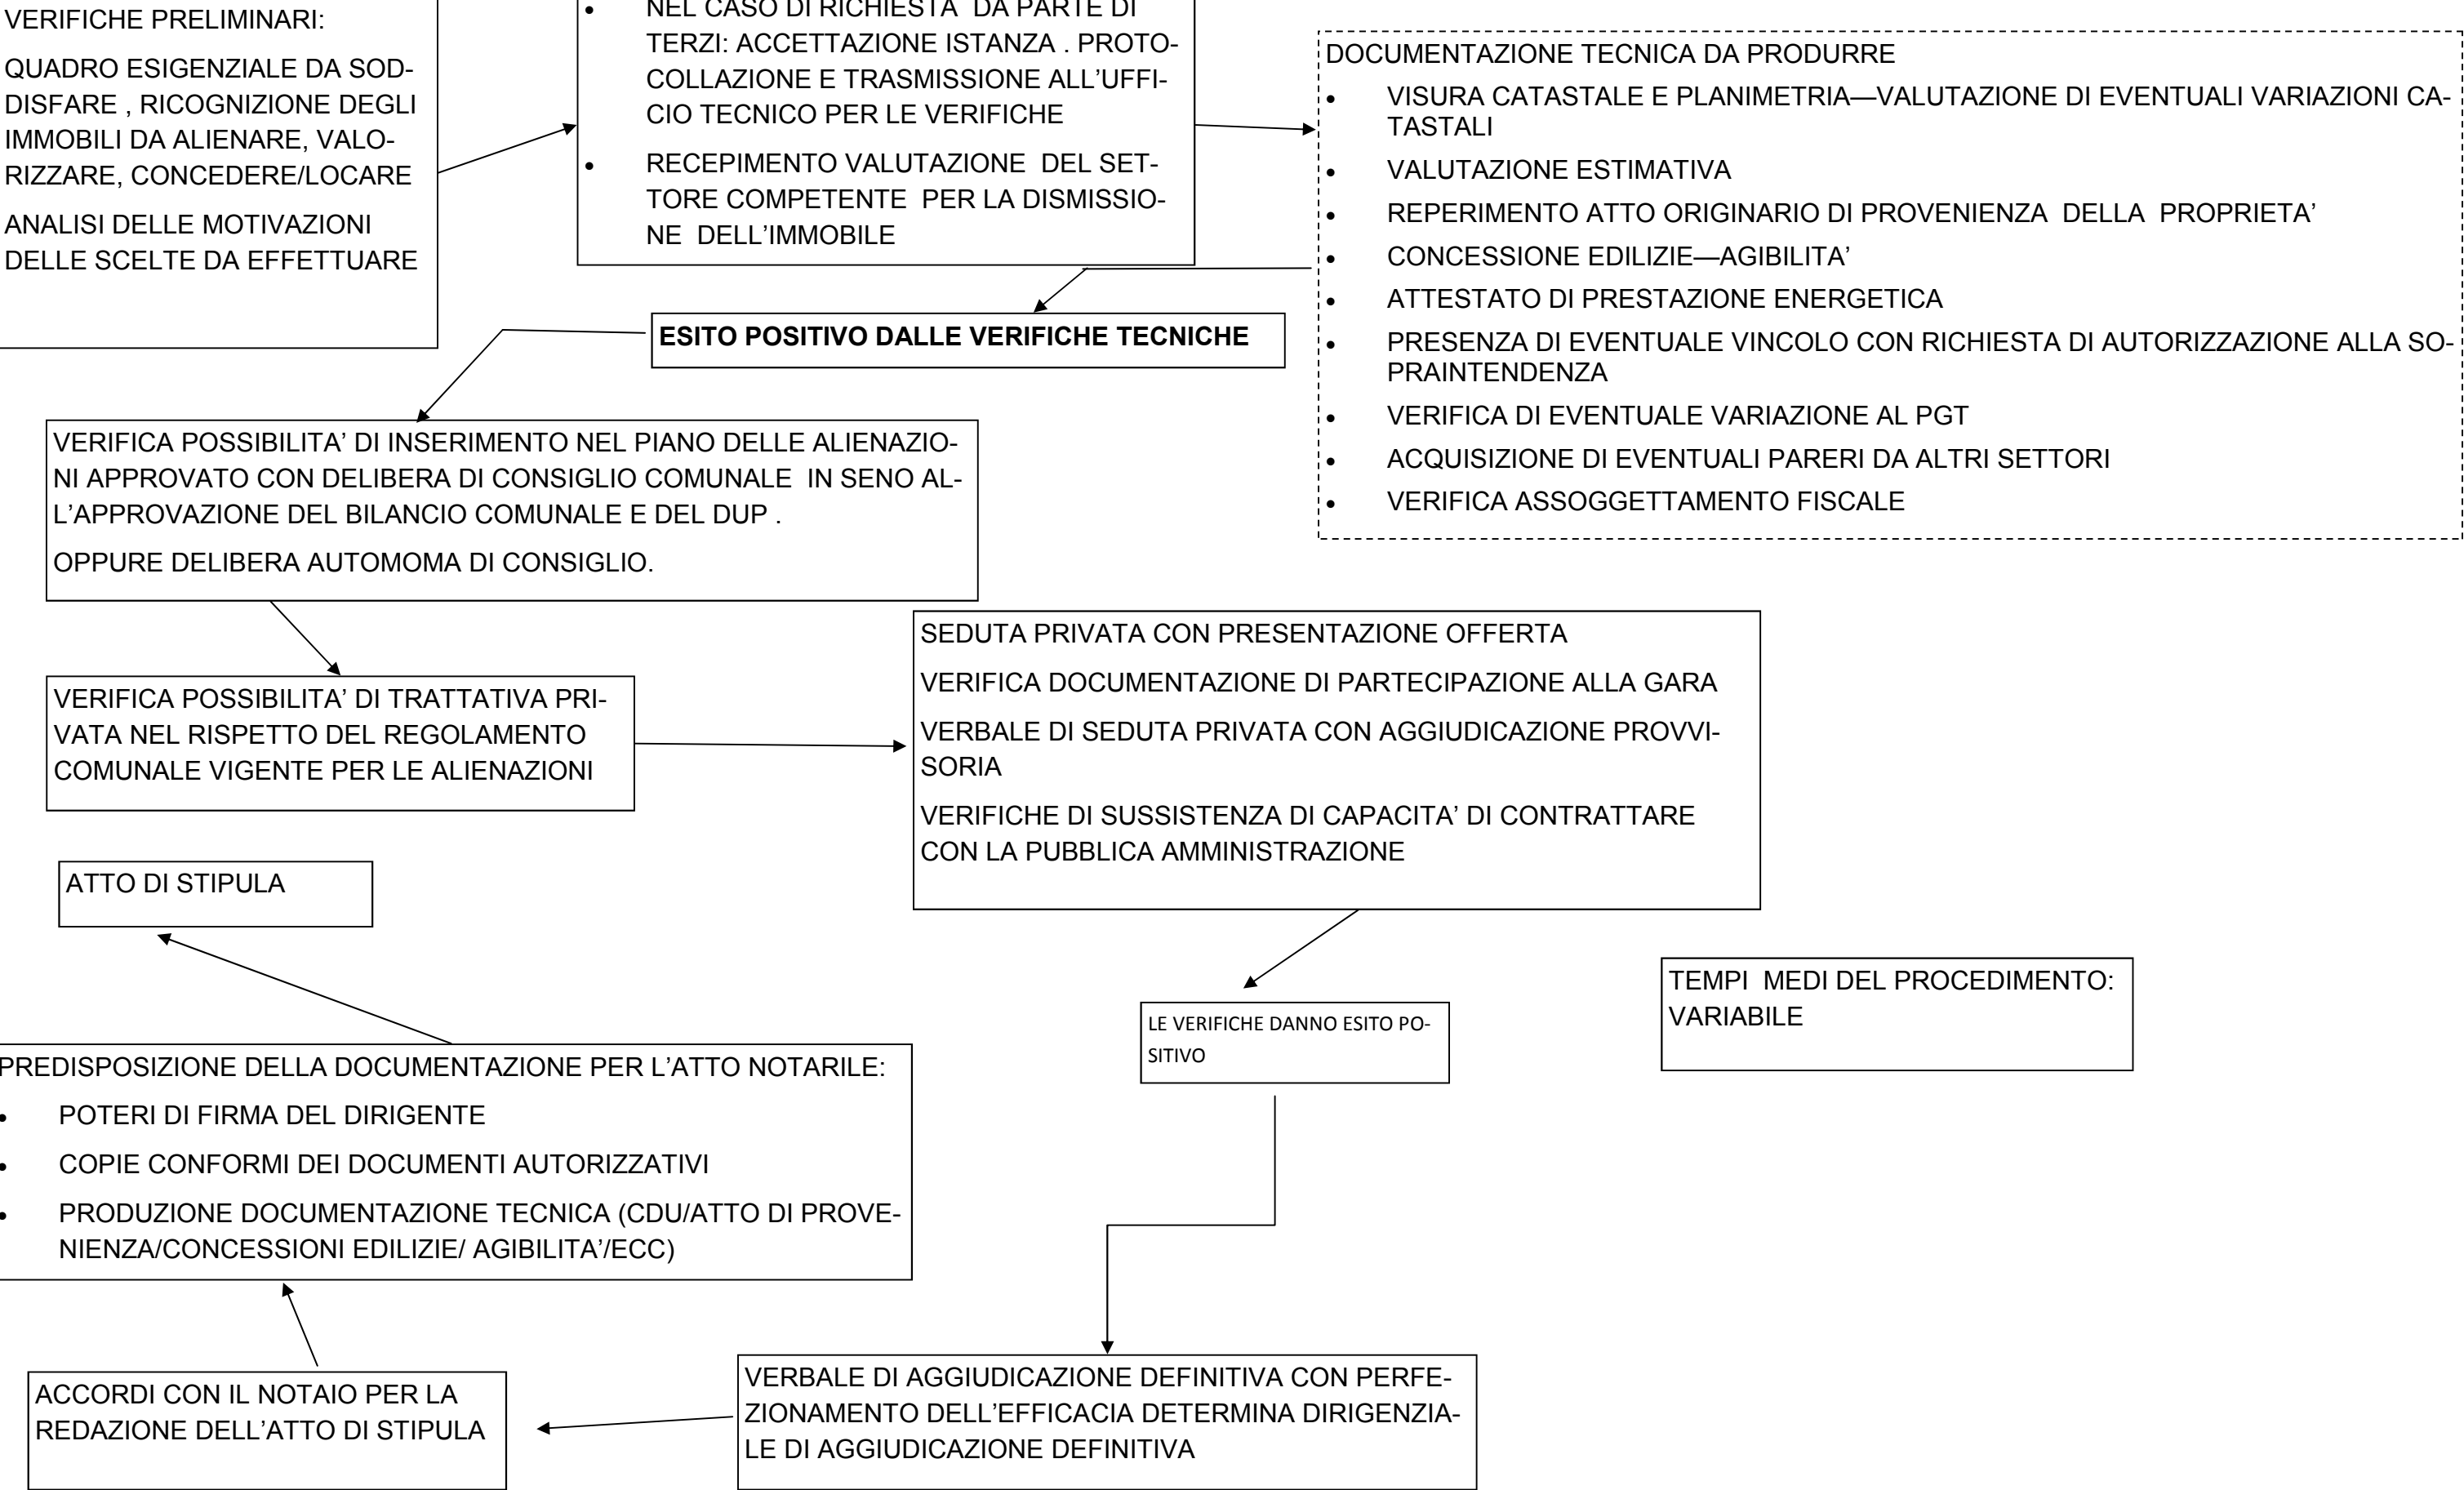 VERIFICHE PRELIMINARI:
QUADRO ESIGENZIALE DA SOD-
DISFARE , RICOGNIZIONE DEGLI
IMMOBILI DA ALIENARE, VALO-
RIZZARE, CONCEDERE/LOCARE
ANALISI DELLE MOTIVAZIONI
DELLE SCELTE DA EFFETTUARE
• NEL CASO DI RICHIESTA DA PARTE DI
TERZI: ACCETTAZIONE ISTANZA . PROTO-
COLLAZIONE E TRASMISSIONE ALL’UFFI-
CIO TECNICO PER LE VERIFICHE
• RECEPIMENTO VALUTAZIONE DEL SET-
TORE COMPETENTE PER LA DISMISSIO-
NE DELL’IMMOBILE
DOCUMENTAZIONE TECNICA DA PRODURRE
• VISURA CATASTALE E PLANIMETRIA—VALUTAZIONE DI EVENTUALI VARIAZIONI CA-
TASTALI
• VALUTAZIONE ESTIMATIVA
• REPERIMENTO ATTO ORIGINARIO DI PROVENIENZA DELLA PROPRIETA’
• CONCESSIONE EDILIZIE—AGIBILITA’
• ATTESTATO DI PRESTAZIONE ENERGETICA
• PRESENZA DI EVENTUALE VINCOLO CON RICHIESTA DI AUTORIZZAZIONE ALLA SO-
PRAINTENDENZA
• VERIFICA DI EVENTUALE VARIAZIONE AL PGT
• ACQUISIZIONE DI EVENTUALI PARERI DA ALTRI SETTORI
• VERIFICA ASSOGGETTAMENTO FISCALE
ESITO POSITIVO DALLE VERIFICHE TECNICHE
VERIFICA POSSIBILITA’ DI INSERIMENTO NEL PIANO DELLE ALIENAZIO-
NI APPROVATO CON DELIBERA DI CONSIGLIO COMUNALE IN SENO AL-
L’APPROVAZIONE DEL BILANCIO COMUNALE E DEL DUP .
OPPURE DELIBERA AUTOMOMA DI CONSIGLIO.
VERIFICA POSSIBILITA’ DI TRATTATIVA PRI-
VATA NEL RISPETTO DEL REGOLAMENTO
COMUNALE VIGENTE PER LE ALIENAZIONI
SEDUTA PRIVATA CON PRESENTAZIONE OFFERTA
VERIFICA DOCUMENTAZIONE DI PARTECIPAZIONE ALLA GARA
VERBALE DI SEDUTA PRIVATA CON AGGIUDICAZIONE PROVVI-
SORIA
VERIFICHE DI SUSSISTENZA DI CAPACITA’ DI CONTRATTARE
CON LA PUBBLICA AMMINISTRAZIONE
ATTO DI STIPULA
TEMPI MEDI DEL PROCEDIMENTO:
VARIABILE
LE VERIFICHE DANNO ESITO PO-
SITIVO
PREDISPOSIZIONE DELLA DOCUMENTAZIONE PER L’ATTO NOTARILE:
• POTERI DI FIRMA DEL DIRIGENTE
• COPIE CONFORMI DEI DOCUMENTI AUTORIZZATIVI
• PRODUZIONE DOCUMENTAZIONE TECNICA (CDU/ATTO DI PROVE-
NIENZA/CONCESSIONI EDILIZIE/ AGIBILITA’/ECC)
ACCORDI CON IL NOTAIO PER LA
REDAZIONE DELL’ATTO DI STIPULA
VERBALE DI AGGIUDICAZIONE DEFINITIVA CON PERFE-
ZIONAMENTO DELL’EFFICACIA DETERMINA DIRIGENZIA-
LE DI AGGIUDICAZIONE DEFINITIVA